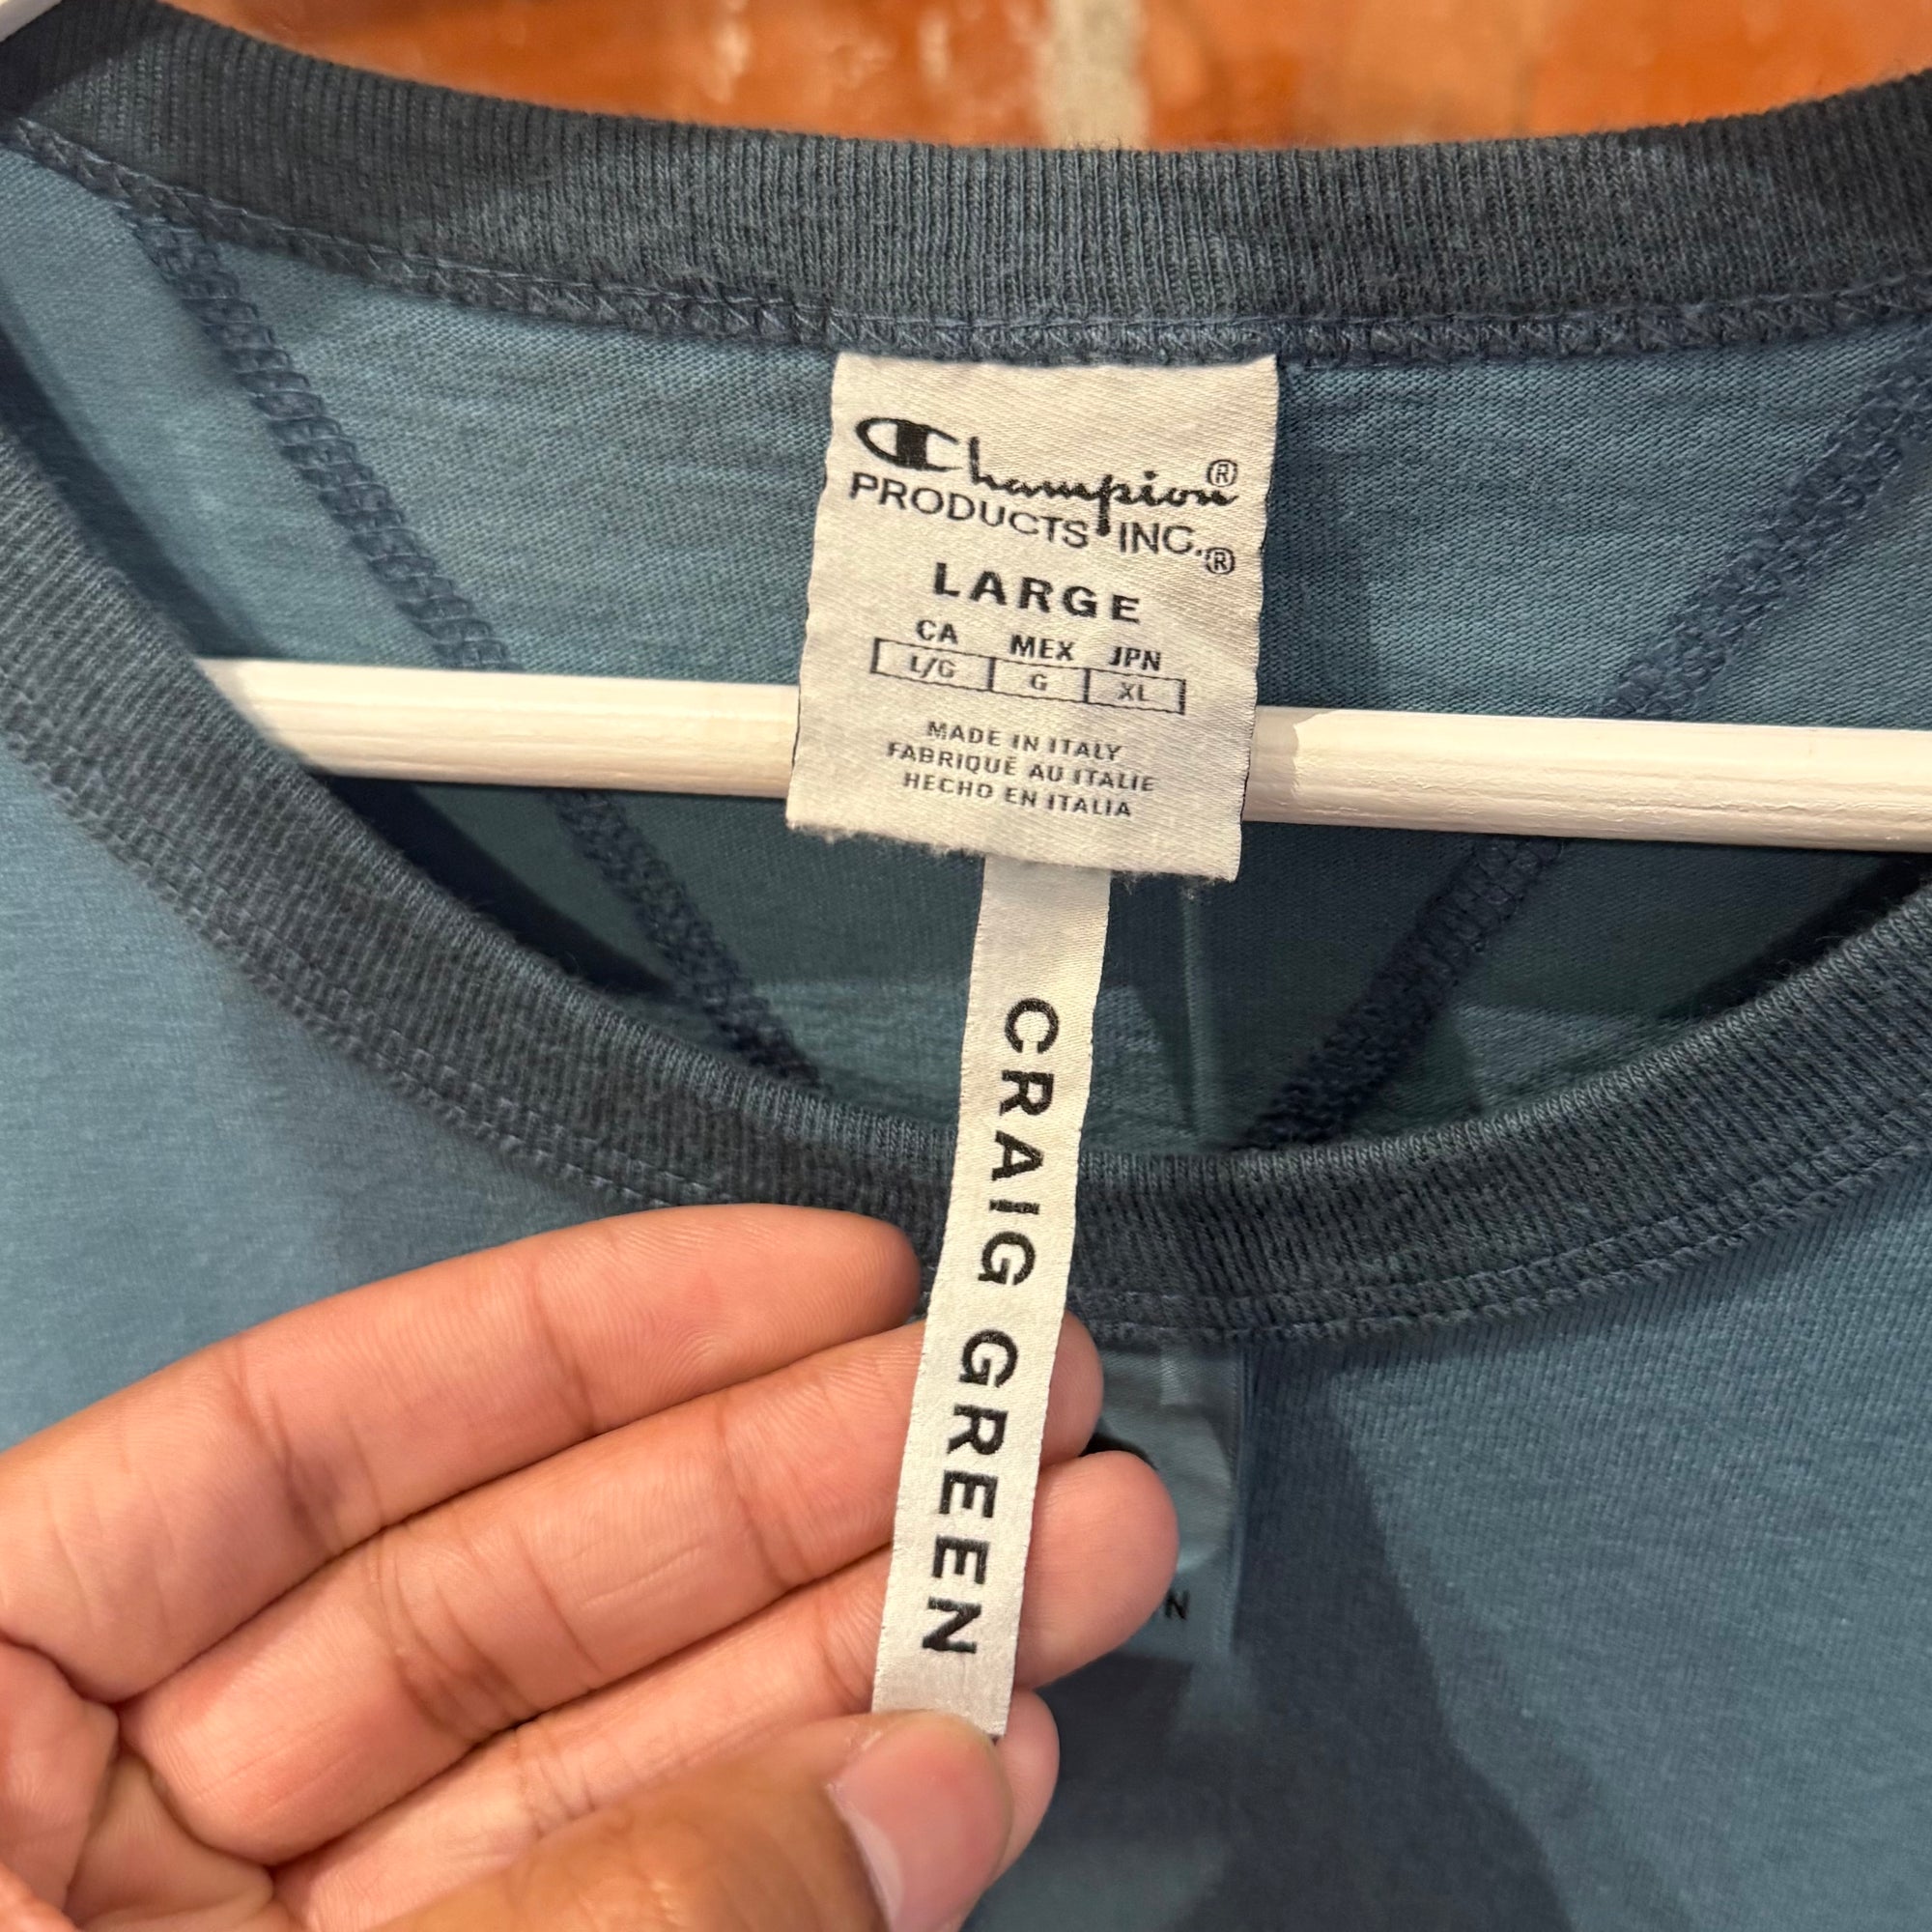 Champion®
PRODUCTS INC.®
LARGE
CA MEX JPN
L/G G XL
MADE IN ITALY
FABRIQUÉ AU ITALIE
HECHO EN ITALIA
CRAIG GREEN
N